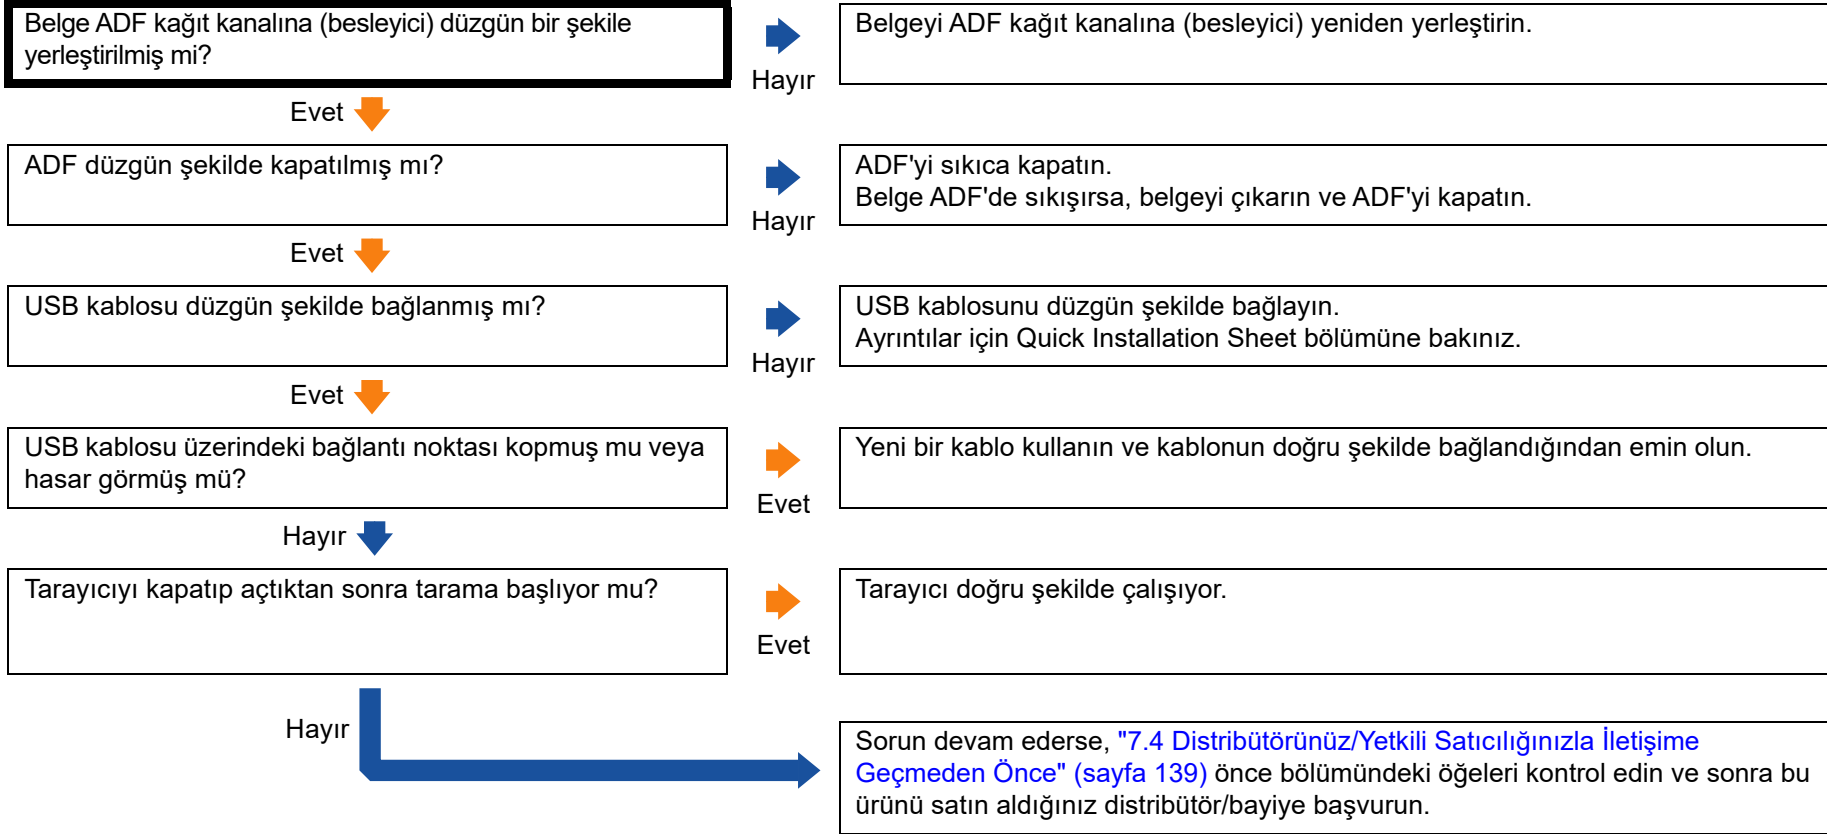 Belge ADF kağıt kanalına (besleyici) düzgün bir şekile
yerleştirilmiş mi?
Hayır
Belgeyi ADF kağıt kanalına (besleyici) yeniden yerleştirin.
Evet
ADF düzgün şekilde kapatılmış mı?
Hayır
ADF'yi sıkıca kapatın.
Belge ADF'de sıkışırsa, belgeyi çıkarın ve ADF'yi kapatın.
Evet
USB kablosu düzgün şekilde bağlanmış mı?
Hayır
USB kablosunu düzgün şekilde bağlayın.
Ayrıntılar için Quick Installation Sheet bölümüne bakınız.
Evet
USB kablosu üzerindeki bağlantı noktası kopmuş mu veya
hasar görmüş mü?
Evet
Yeni bir kablo kullanın ve kablonun doğru şekilde bağlandığından emin olun.
Hayır
Tarayıcıyı kapatıp açtıktan sonra tarama başlıyor mu?
Evet
Tarayıcı doğru şekilde çalışıyor.
Hayır
Sorun devam ederse, "7.4 Distribütörünüz/Yetkili Satıcılığınızla İletişime
Geçmeden Önce" (sayfa 139) önce bölümündeki öğeleri kontrol edin ve sonra bu
ürünü satın aldığınız distribütör/bayiye başvurun.